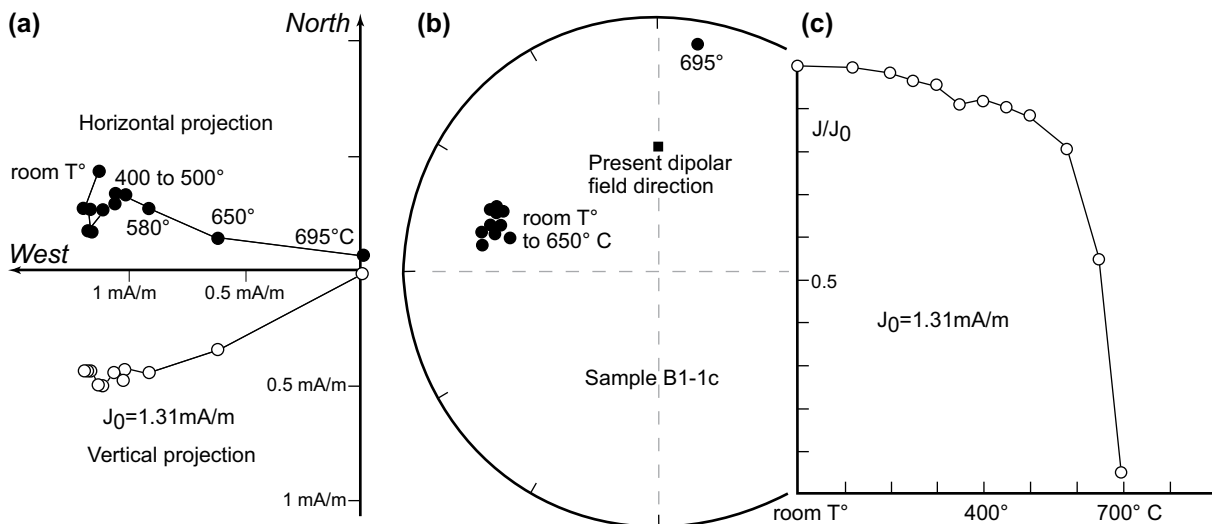 (a)
North
Horizontal projection
room T°
400 to 500°
580°
650°
695°C
West
1 mA/m
0.5 mA/m
0.5 mA/m
J0=1.31mA/m
Vertical projection
1 mA/m
(b)
695°
Present dipolar
field direction
room T°
to 650° C
Sample B1-1c
(c)
J/J0
0.5
J0=1.31mA/m
room T°
400°
700° C